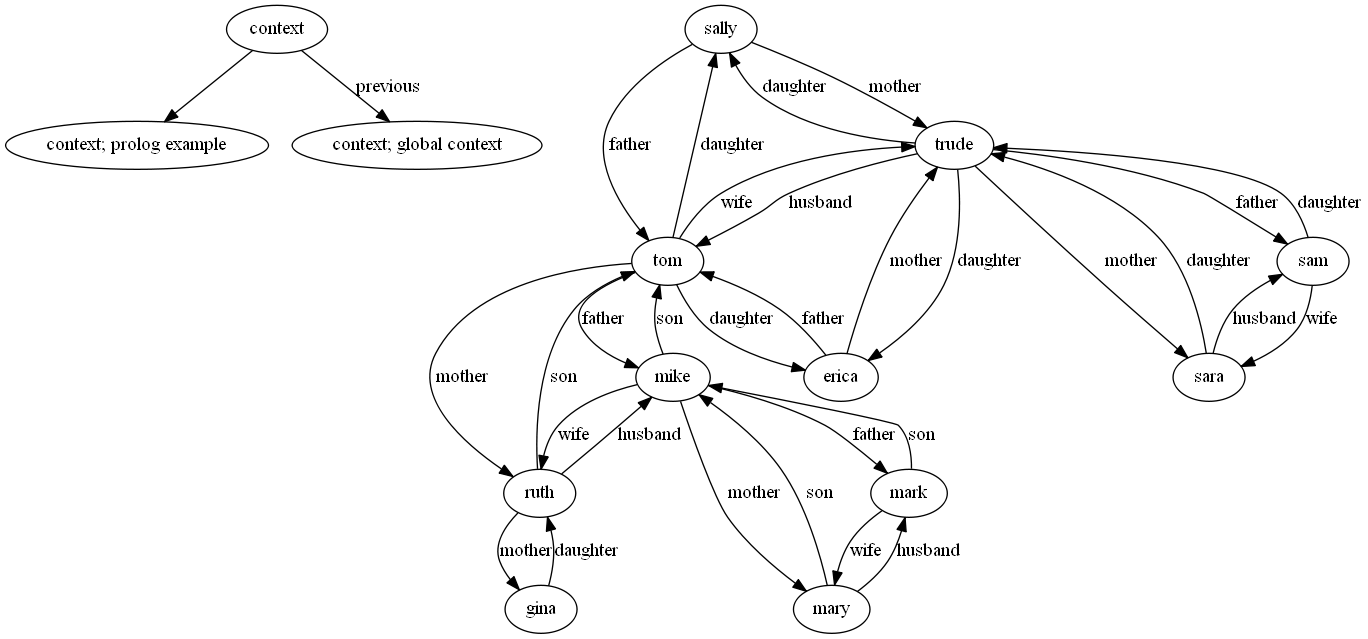 context
sally
previous
daughter
mother
context; prolog example
context; global context
father
daughter
trude
wife
husband
father
daughter
tom
mother
daughter
mother
daughter
sam
father
son
daughter
father
husband
wife
mother
son
mike
erica
sara
wife
husband
father
son
ruth
mother
son
mark
mother
daughter
wife
husband
gina
mary